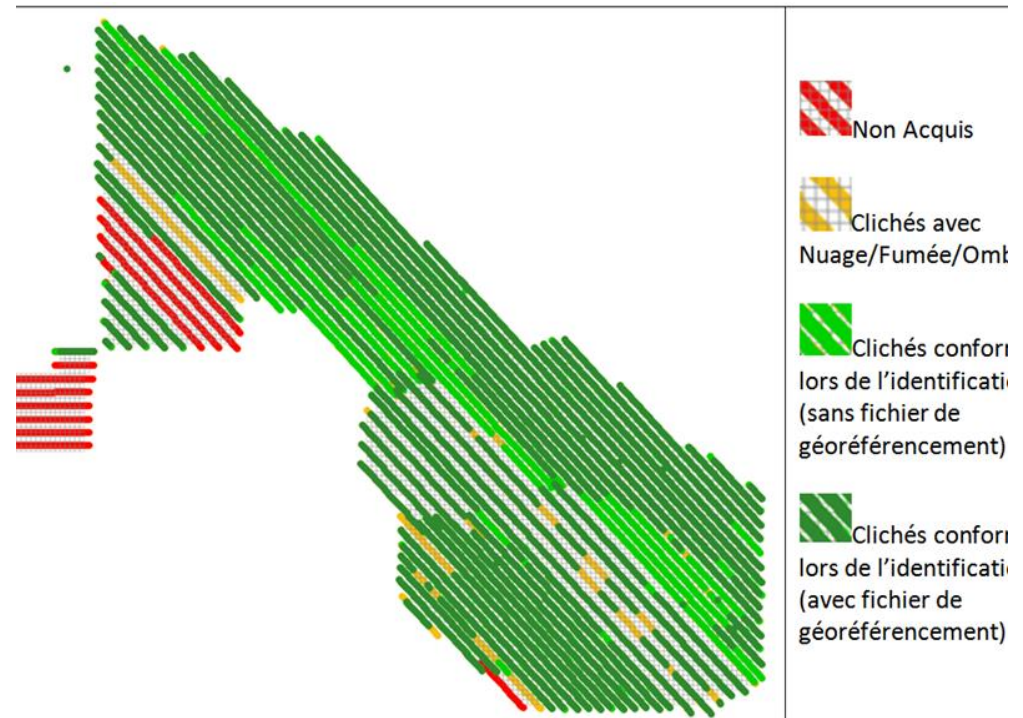 Non Acquis
Clichés avec
Nuage/Fumée/Omb
Clichés confor
lors de l'identificati
(sans fichier de
géoréférencement)
Clichés confor
lors de l'identificati
(avec fichier de
géoréférencement)